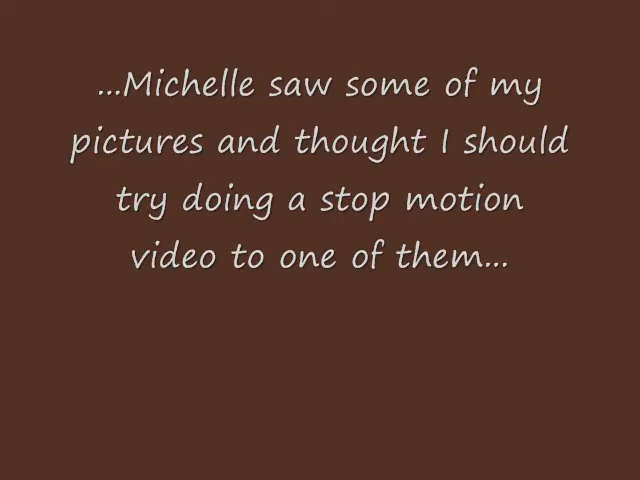 ...Michelle saw some of my
pictures and thought I should
try doing a stop motion
video to one of them...